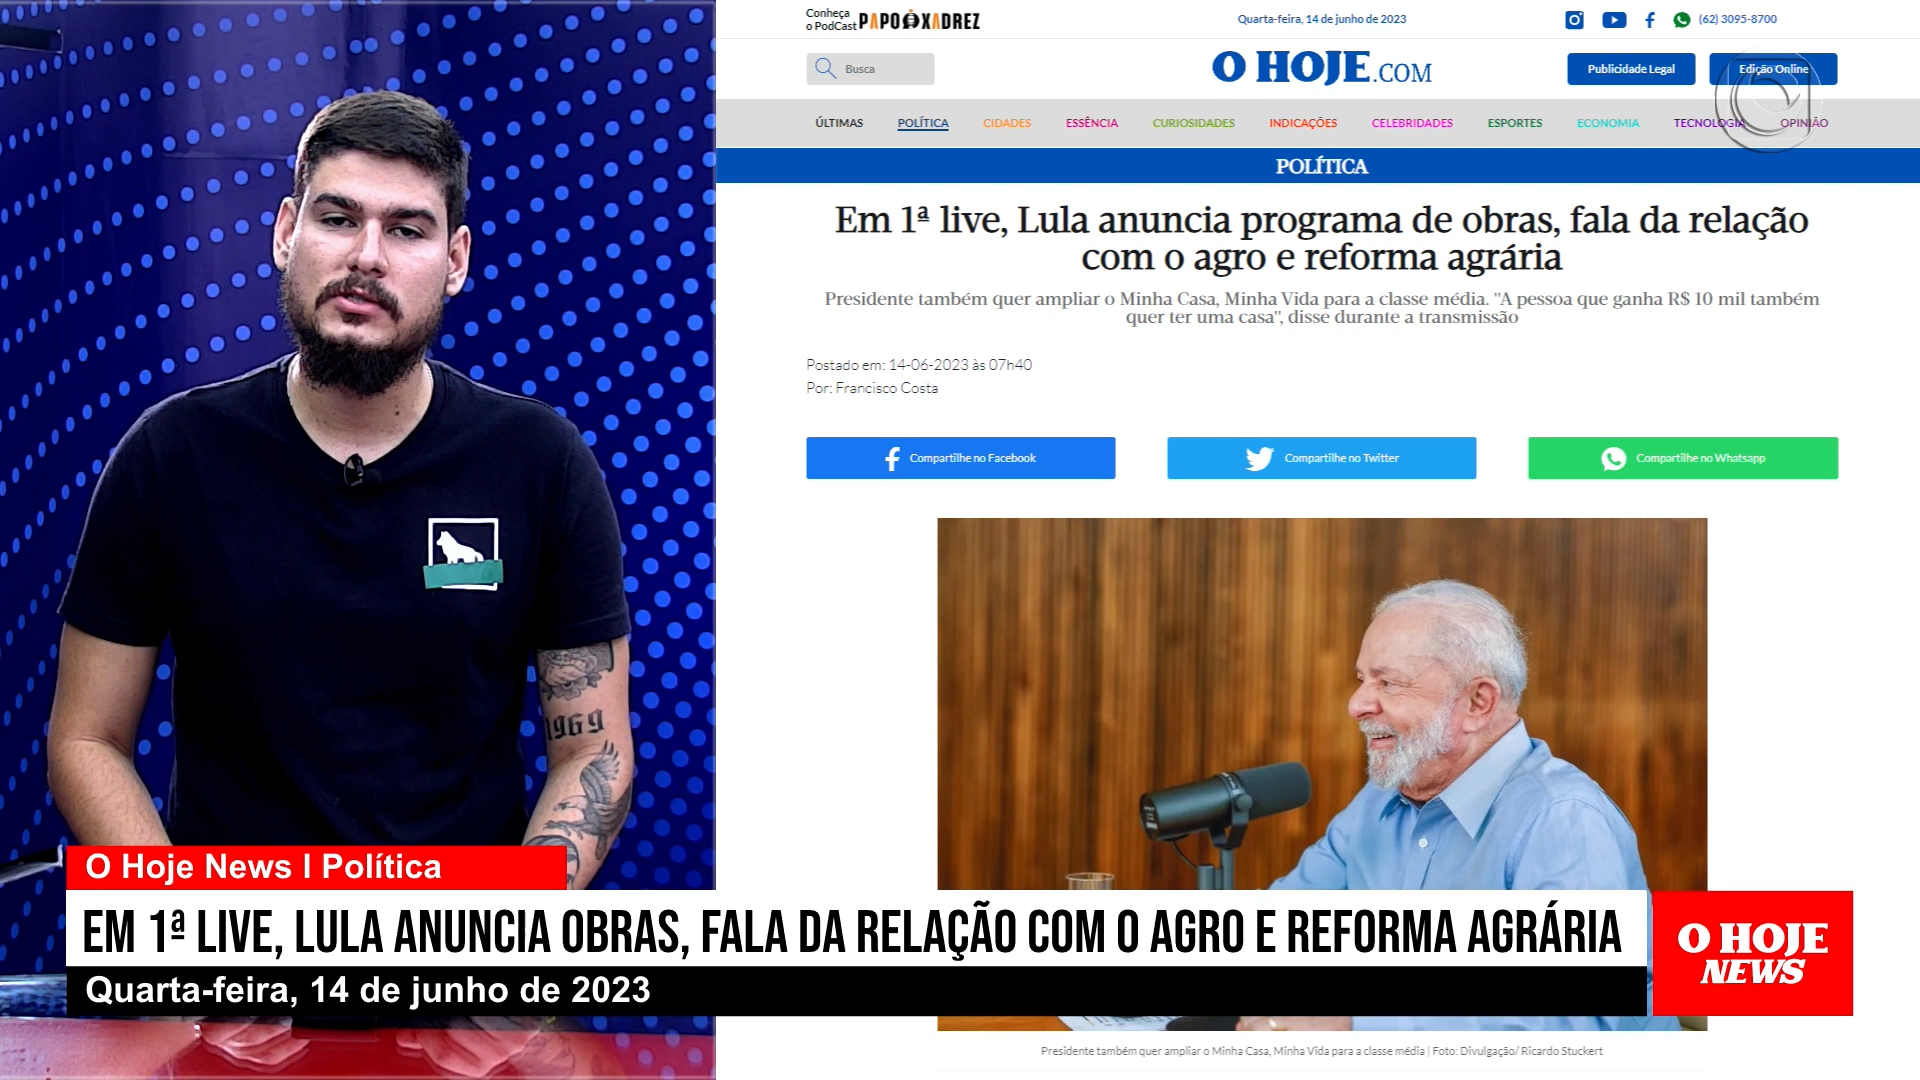 Conheça
o PodCast PAPO XADREZ
Quarta-feira, 14 de junho de 2023
(62) 3095-8700
Busca
O HOJE.COM
Publicidade Legal
Edição Online
ÚLTIMAS POLÍTICA CIDADES ESSÊNCIA CURIOSIDADES INDICAÇÕES CELEBRIDADES ESPORTES ECONOMIA TECNOLOGIA OPINIÃO
POLÍTICA
Em 1ª live, Lula anuncia programa de obras, fala da relação
com o agro e reforma agrária
Presidente também quer ampliar o Minha Casa, Minha Vida para a classe média. "A pessoa que ganha R$ 10 mil também
quer ter uma casa", disse durante a transmissão
Postado em: 14-06-2023 às 07h40
Por: Francisco Costa
Compartilhe no Facebook
Compartilhe no Twitter
Compartilhe no Whatsapp
1969
O Hoje News I Política
EM 1ª LIVE, LULA ANUNCIA OBRAS, FALA DA RELAÇÃO COM O AGRO E REFORMA AGRÁRIA
Quarta-feira, 14 de junho de 2023
O HOJE
NEWS
Presidente também quer ampliar o Minha Casa, Minha Vida para a classe média | Foto: Divulgação/ Ricardo Stuckert